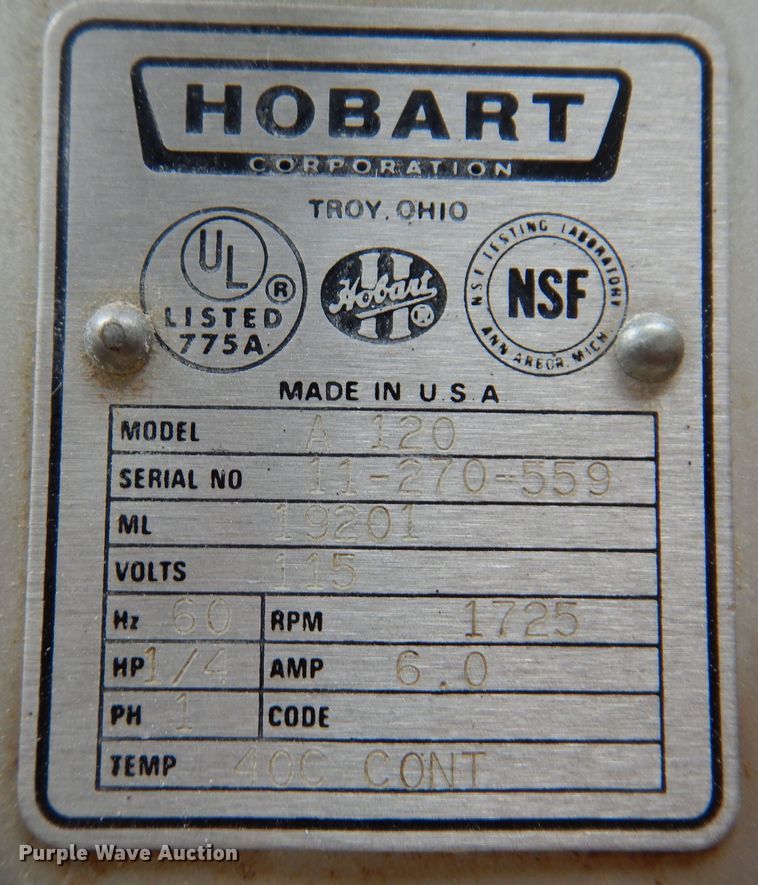 HOBART
CORPORATION
TROY, OHIO
UL ®
LISTED
775A
H
Hobart ®
N.S.F. TESTING LABORATORY
NSF
ANN ARBOR, MICH
MADE IN U.S.A
MODEL A 120
SERIAL NO 11-270-559
ML 19201
VOLTS 115
Hz 60 RPM 1725
HP 1/4 AMP 6.0
PH 1 CODE
TEMP 40C CONT
Purple Wave Auction